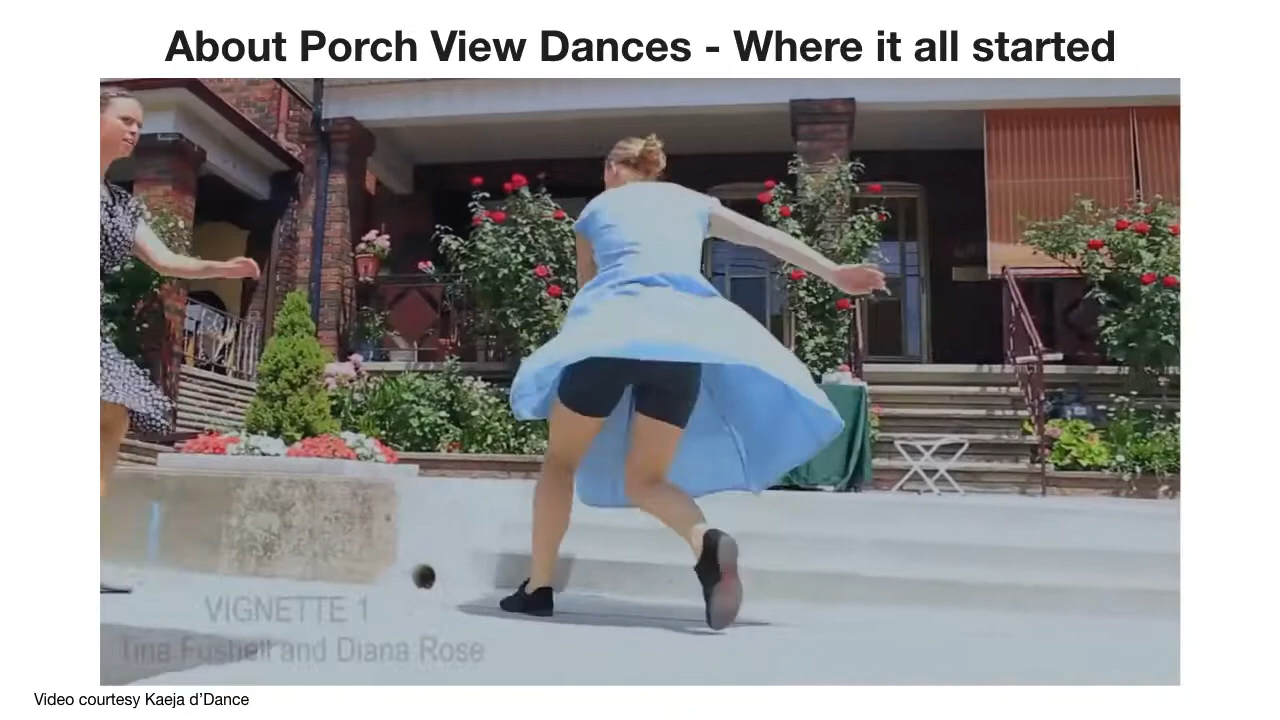 About Porch View Dances - Where it all started
VIGNETTE 1
Tina Fushell and Diana Rose
Video courtesy Kaeja d’Dance